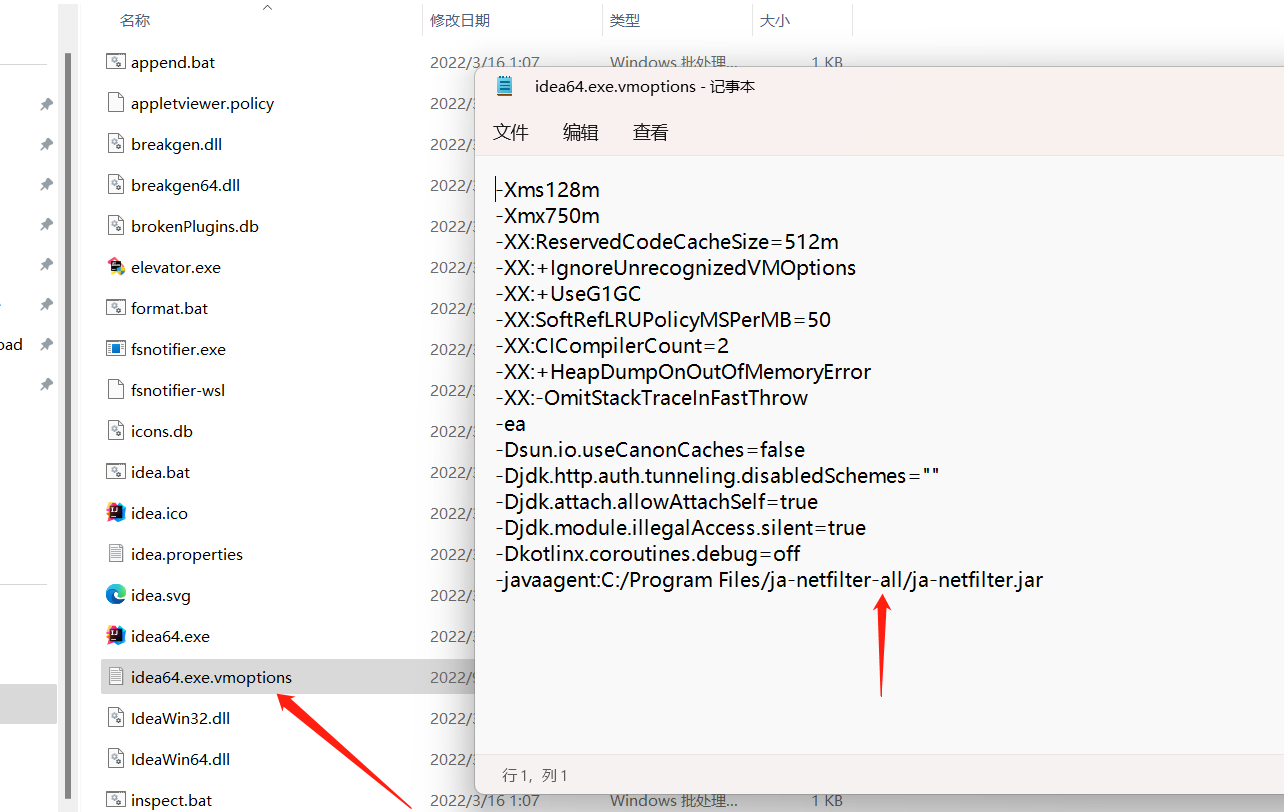 名称 修改日期 类型 大小
append.bat 2022/3/16 1:07 Windows 批处理... 1 KB
appletviewer.policy 2022/3
breakgen.dll 2022/3
breakgen64.dll 2022/3
brokenPlugins.db 2022/3
elevator.exe 2022/3
format.bat 2022/3
oad fsnotifier.exe 2022/3
fsnotifier-wsl 2022/3
icons.db 2022/3
idea.bat 2022/3
idea.ico 2022/3
idea.properties 2022/3
idea.svg 2022/3
idea64.exe 2022/3
idea64.exe.vmoptions 2022/9
IdeaWin32.dll 2022/3
IdeaWin64.dll 2022/3
inspect.bat 2022/3/16 1:07 Windows 批处理... 1 KB
idea64.exe.vmoptions - 记事本
文件 编辑 查看
-Xms128m
-Xmx750m
-XX:ReservedCodeCacheSize=512m
-XX:+IgnoreUnrecognizedVMOptions
-XX:+UseG1GC
-XX:SoftRefLRUPolicyMSPerMB=50
-XX:CICompilerCount=2
-XX:+HeapDumpOnOutOfMemoryError
-XX:-OmitStackTraceInFastThrow
-ea
-Dsun.io.useCanonCaches=false
-Djdk.http.auth.tunneling.disabledSchemes=""
-Djdk.attach.allowAttachSelf=true
-Djdk.module.illegalAccess.silent=true
-Dkotlinx.coroutines.debug=off
-javaagent:C:/Program Files/ja-netfilter-all/ja-netfilter.jar
行 1, 列 1